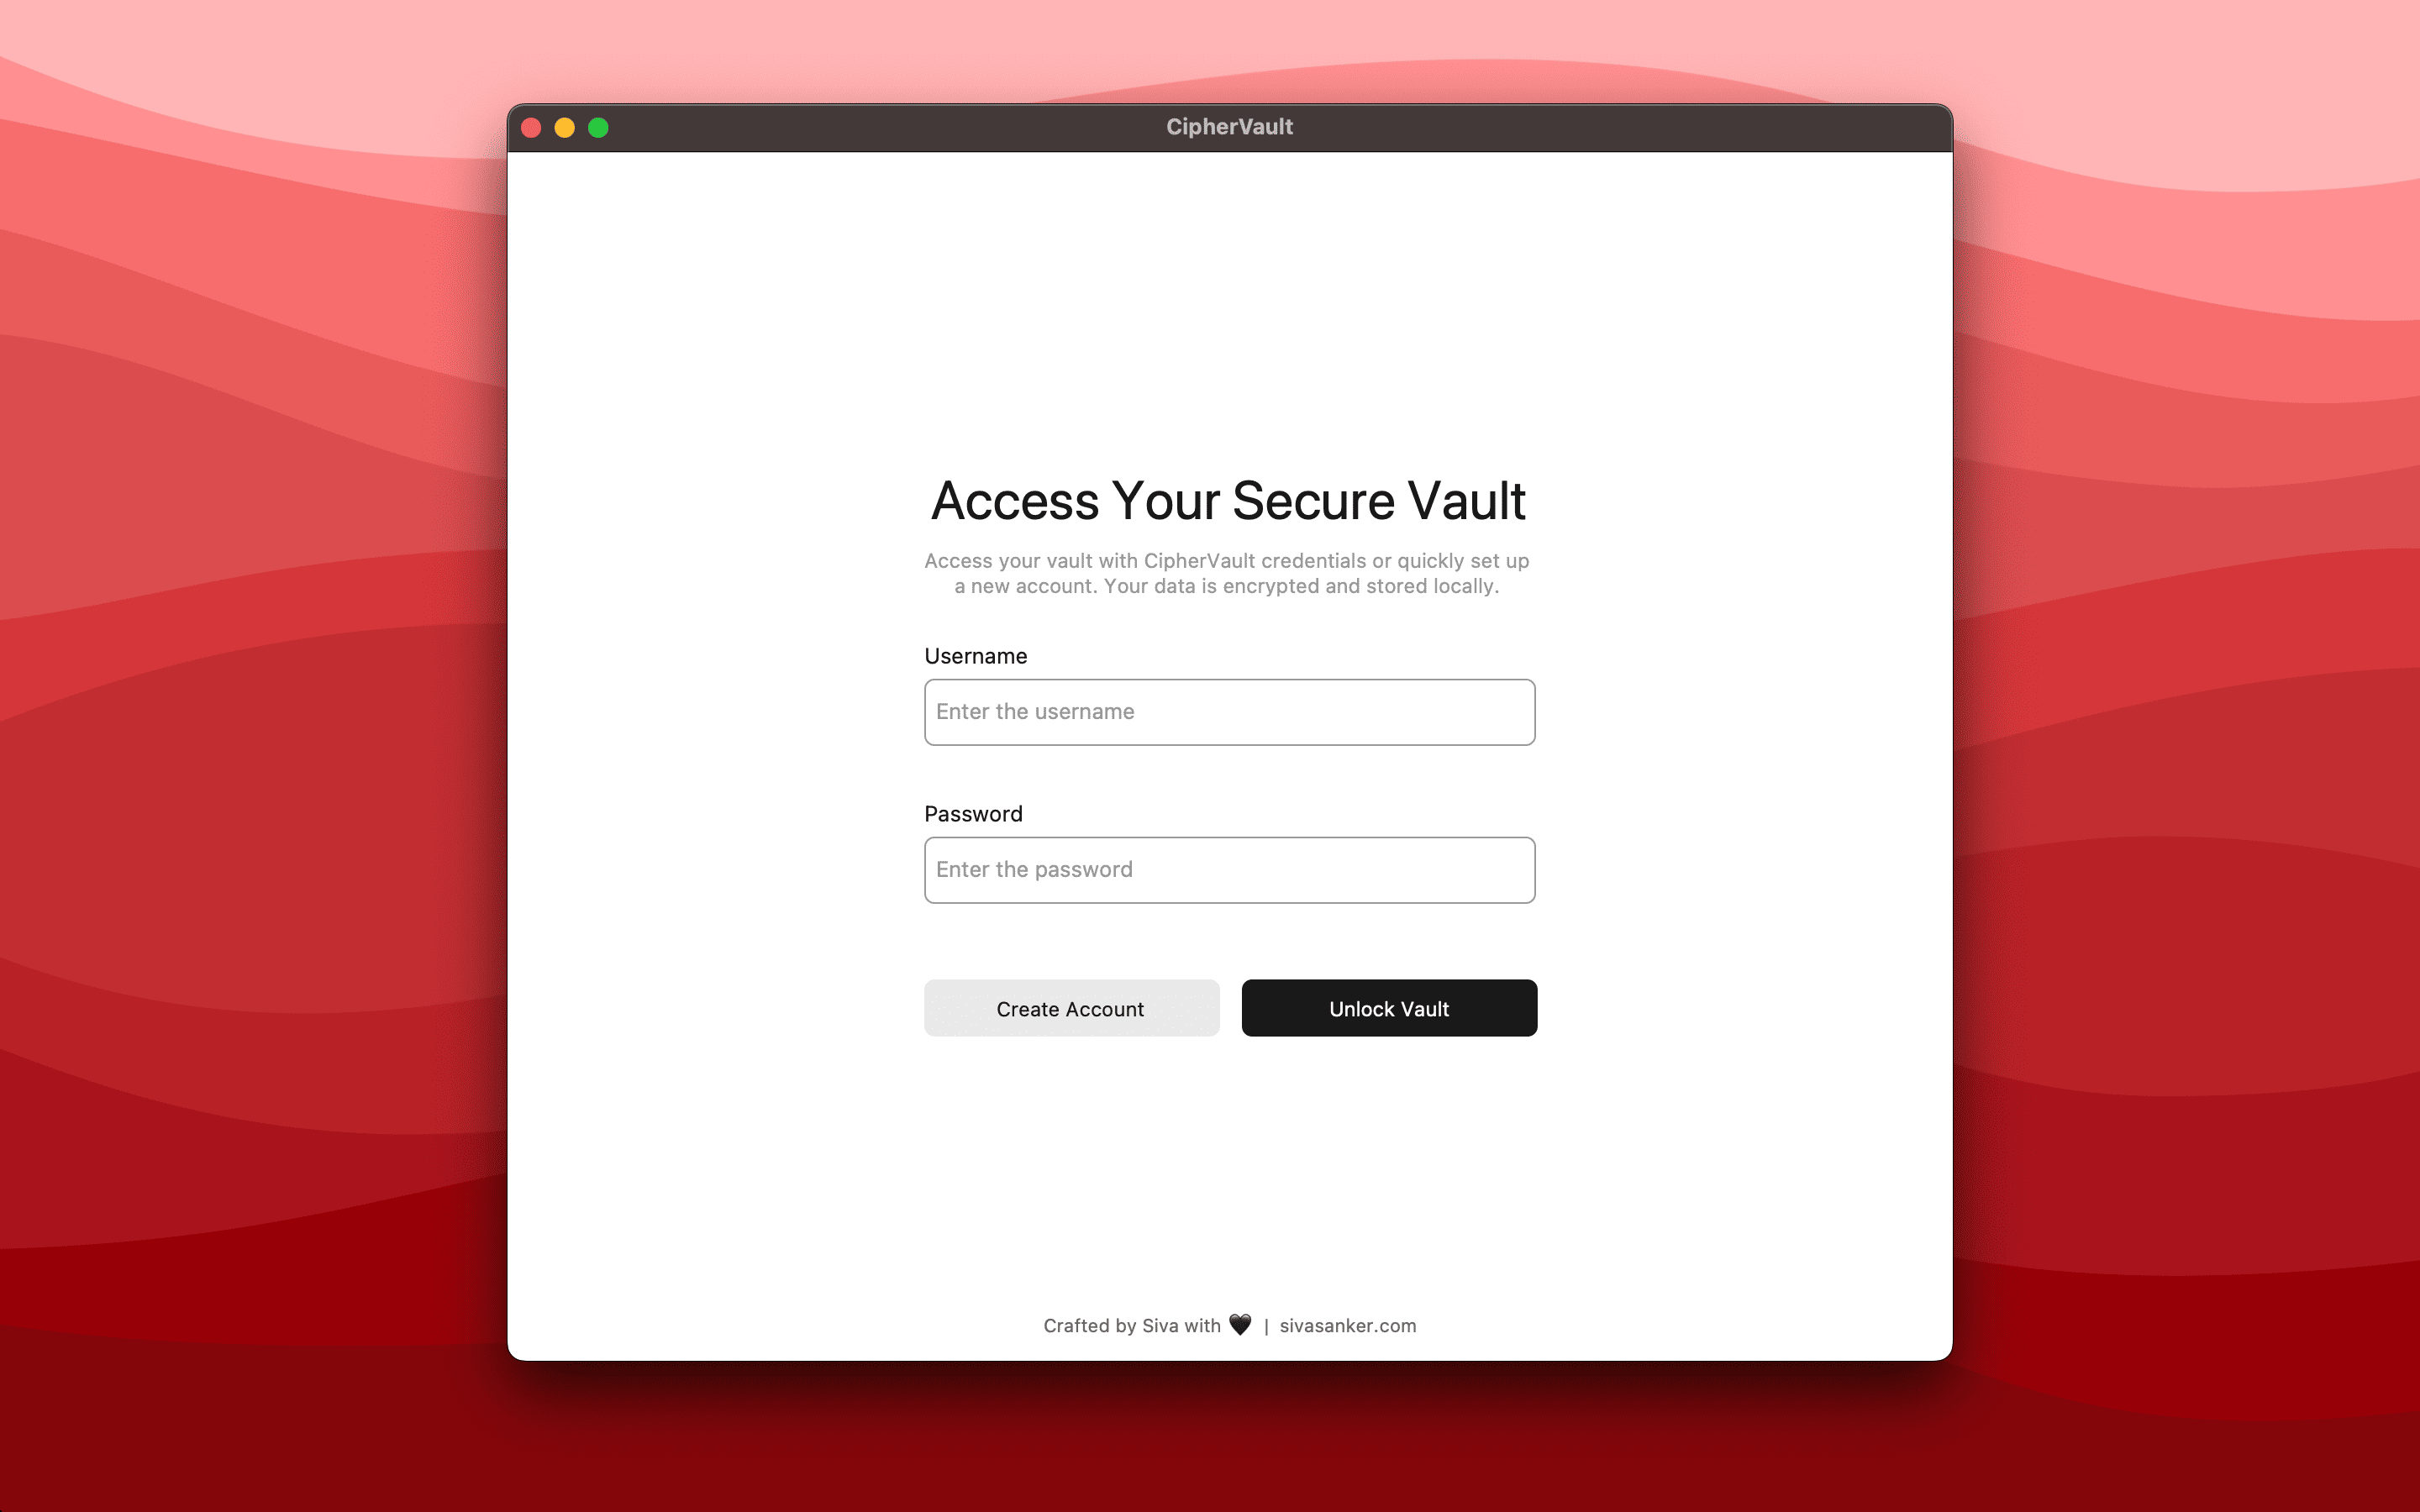 CipherVault
Access Your Secure Vault
Access your vault with CipherVault credentials or quickly set up
a new account. Your data is encrypted and stored locally.
Username
Enter the username
Password
Enter the password
Create Account
Unlock Vault
Crafted by Siva with 🖤 | sivasanker.com